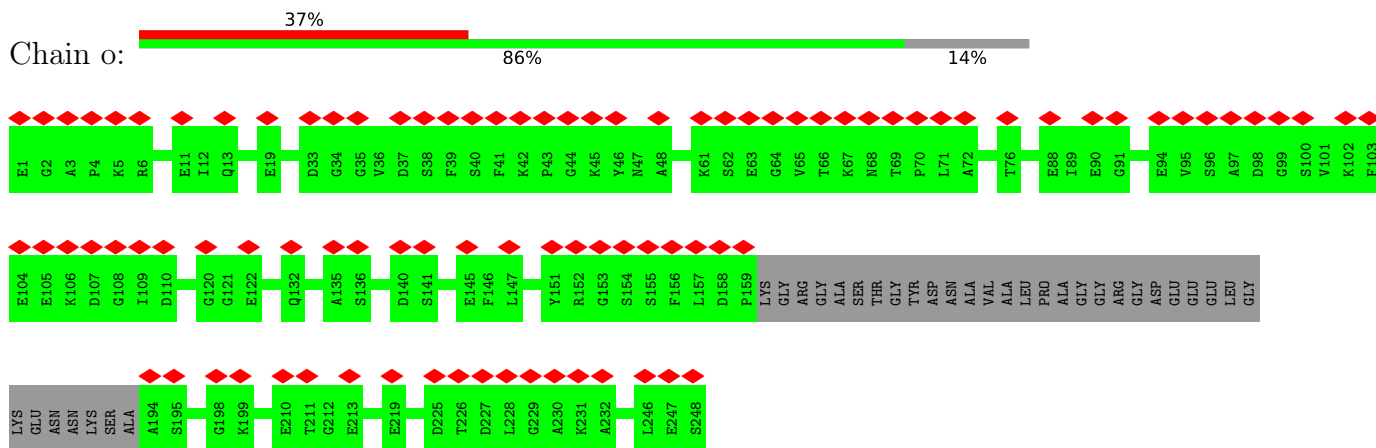 37%
Chain o:
86% 14%
E1 G2 A3 P4 K5 R6 E11 I12 Q13 E19 D33 G34 G35 V36 D37 S38 F39 S40 F41 K42 P43 G44 K45 Y46 N47 A48 K61 S62 E63 G64 V65 T66 K67 N68 T69 P70 L71 A72 T76 E88 I89 E90 G91 E94 V95 S96 A97 D98 G99 S100 V101 K102 F103
E104 E105 K106 D107 G108 I109 D110 G120 G121 E122 Q132 A135 S136 D140 S141 E145 F146 L147 Y151 R152 G153 S154 S155 F156 L157 D158 P159 LYS GLY ARG GLY ALA SER THR GLY TYR ASP ASN ALA VAL ALA LEU PRO ALA GLY GLY ARG GLY ASP GLU GLU GLU LEU GLY
LYS GLU ASN ASN LYS SER ALA A194 S195 G198 K199 E210 T211 G212 E213 E219 D225 T226 D227 L228 G229 A230 K231 A232 L246 E247 S248